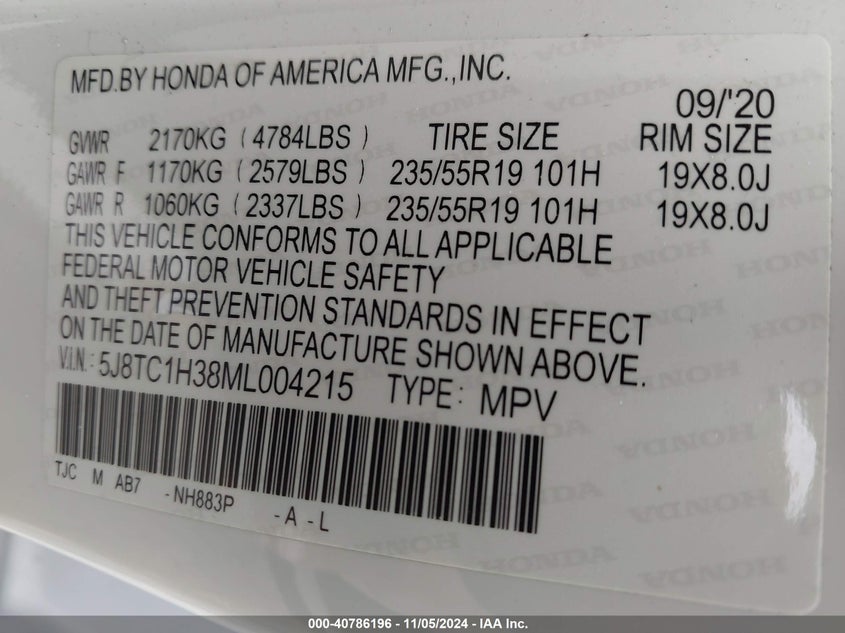 MFD.BY HONDA OF AMERICA MFG.,INC.
09/'20
GVWR 2170KG (4784LBS) TIRE SIZE RIM SIZE
GAWR F 1170KG (2579LBS) 235/55R19 101H 19X8.0J
GAWR R 1060KG (2337LBS) 235/55R19 101H 19X8.0J
THIS VEHICLE CONFORMS TO ALL APPLICABLE
FEDERAL MOTOR VEHICLE SAFETY
AND THEFT PREVENTION STANDARDS IN EFFECT
ON THE DATE OF MANUFACTURE SHOWN ABOVE.
V.I.N.: 5J8TC1H38ML004215 TYPE: MPV
TJC M AB7 -NH883P -A-L
000-40786196 - 11/05/2024 - IAA Inc.